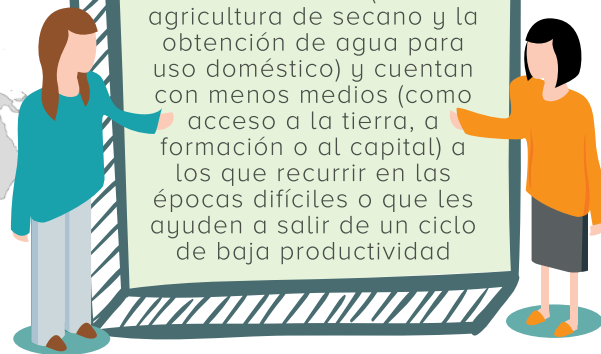 agricultura de secano y la
obtención de agua para
uso doméstico) y cuentan
con menos medios (como
acceso a la tierra, a
formación o al capital) a
los que recurrir en las
épocas difíciles o que les
ayuden a salir de un ciclo
de baja productividad